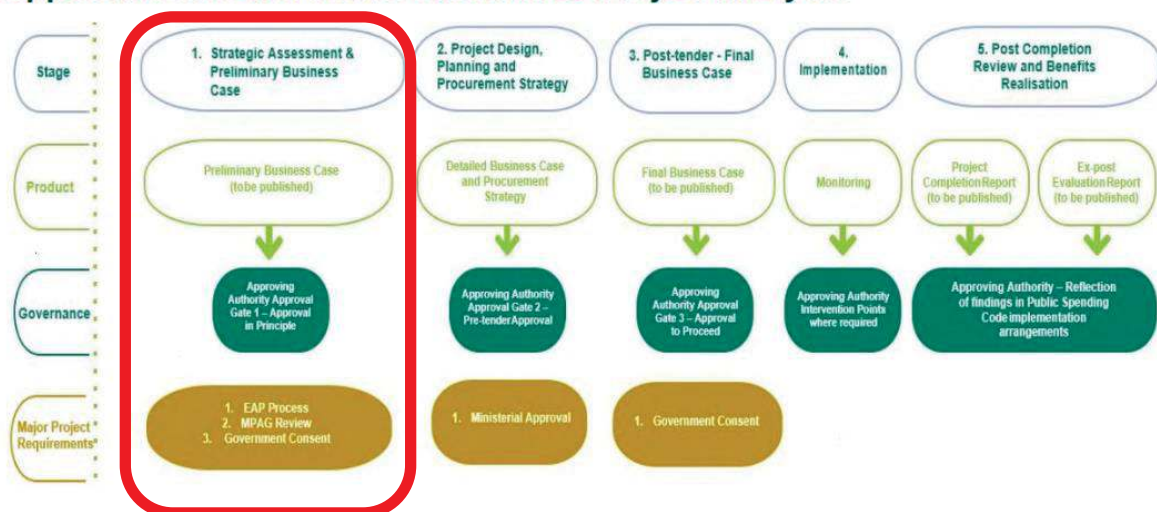 Stage
1. Strategic Assessment &
Preliminary Business
Case
2. Project Design,
Planning and
Procurement Strategy
3. Post-tender - Final
Business Case
4.
Implementation
5. Post Completion
Review and Benefits
Realisation
Product
Preliminary Business Case
(to be published)
Detailed Business Case
and Procurement
Strategy
Final Business Case
(to be published)
Monitoring
Project
Completion Report
(to be published)
Ex-post
Evaluation Report
(to be published)
Governance
Approving
Authority Approval
Gate 1 – Approval
in Principle
Approving Authority
Approval Gate 2 –
Pre-tender Approval
Approving
Authority Approval
Gate 3 – Approval
to Proceed
Approving Authority
Intervention Points
where required
Approving Authority – Reflection
of findings in Public Spending
Code implementation
arrangements
Major Project*
Requirements*
1. EAP Process
2. MPAG Review
3. Government Consent
1. Ministerial Approval
1. Government Consent